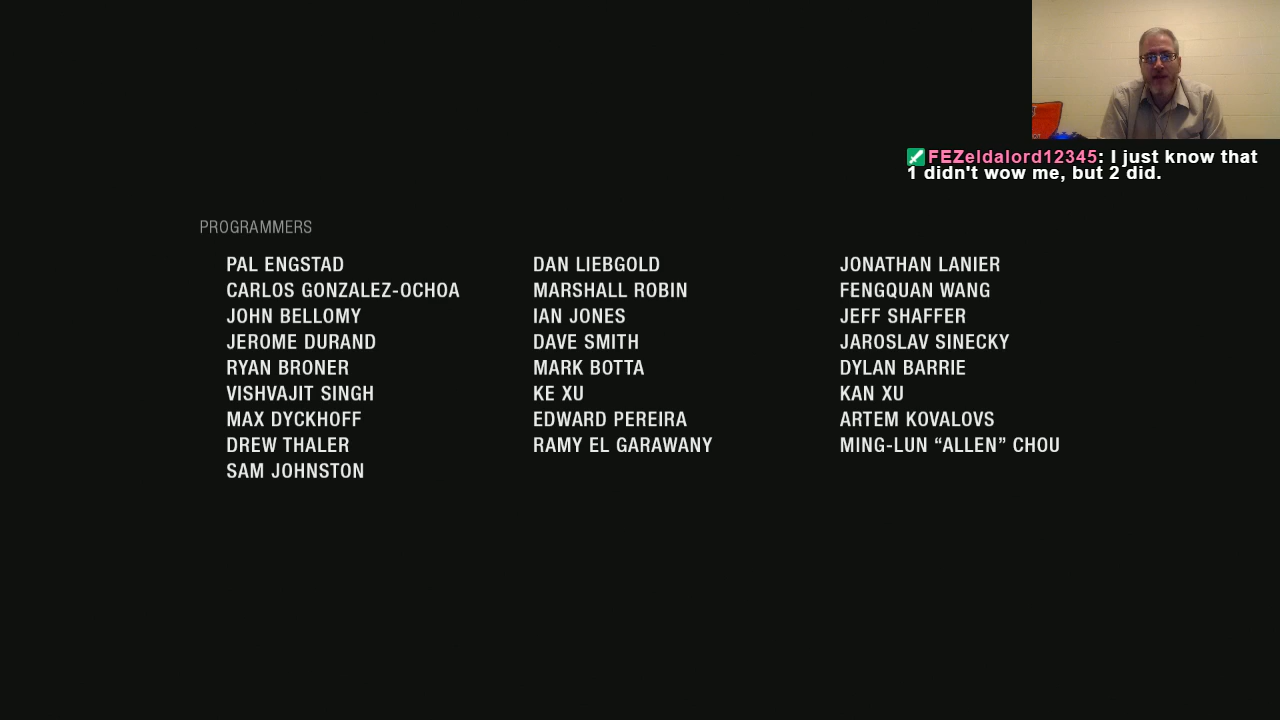 FEZeldalord12345: I just know that
1 didn't wow me, but 2 did.
PROGRAMMERS
PAL ENGSTAD DAN LIEBGOLD JONATHAN LANIER
CARLOS GONZALEZ-OCHOA MARSHALL ROBIN FENGQUAN WANG
JOHN BELLOMY IAN JONES JEFF SHAFFER
JEROME DURAND DAVE SMITH JAROSLAV SINECKY
RYAN BRONER MARK BOTTA DYLAN BARRIE
VISHVAJIT SINGH KE XU KAN XU
MAX DYCKHOFF EDWARD PEREIRA ARTEM KOVALOVS
DREW THALER RAMY EL GARAWANY MING-LUN “ALLEN” CHOU
SAM JOHNSTON